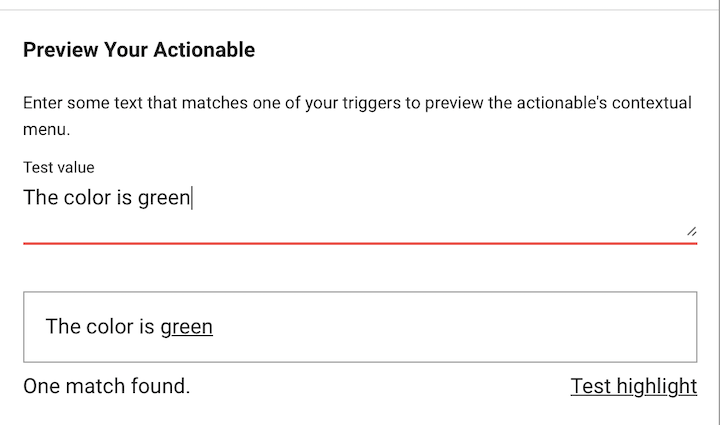 Preview Your Actionable
Enter some text that matches one of your triggers to preview the actionable's contextual
menu.
Test value
The color is green
The color is green
One match found.
Test highlight